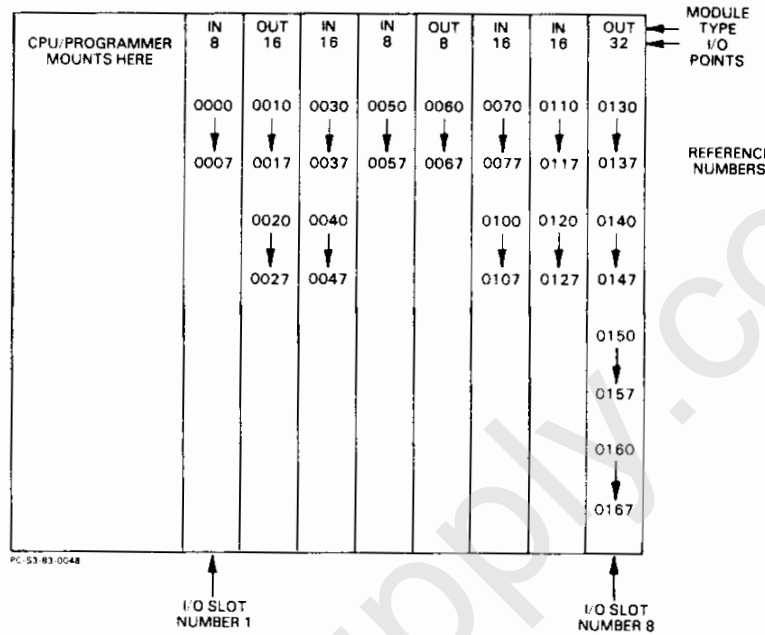 CPU/PROGRAMMER
MOUNTS HERE
IN OUT IN IN OUT IN IN OUT
8 16 16 8 8 16 16 32
MODULE
TYPE
I/O
POINTS
0000 0010 0030 0050 0060 0070 0110 0130
0007 0017 0037 0057 0067 0077 0117 0137
REFERENCE
NUMBERS
0020 0040 0100 0120 0140
0027 0047 0107 0127 0147
0150
0157
0160
0167
PC-S3-83-0048
I/O SLOT
NUMBER 1
I/O SLOT
NUMBER 8
pply.co